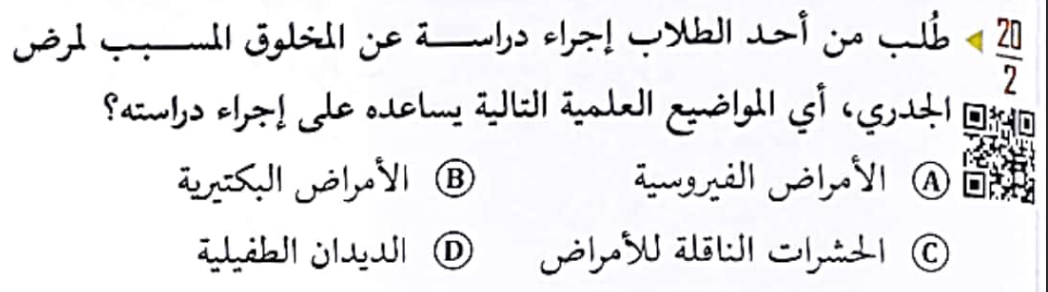 20/2 طُلب من أحد الطلاب إجراء دراسة عن المخلوق المسبب لمرض
الجدري، أي المواضيع العلمية التالية يساعده على إجراء دراسته؟
A الأمراض الفيروسية B الأمراض البكتيرية
C الحشرات الناقلة للأمراض D الديدان الطفيلية